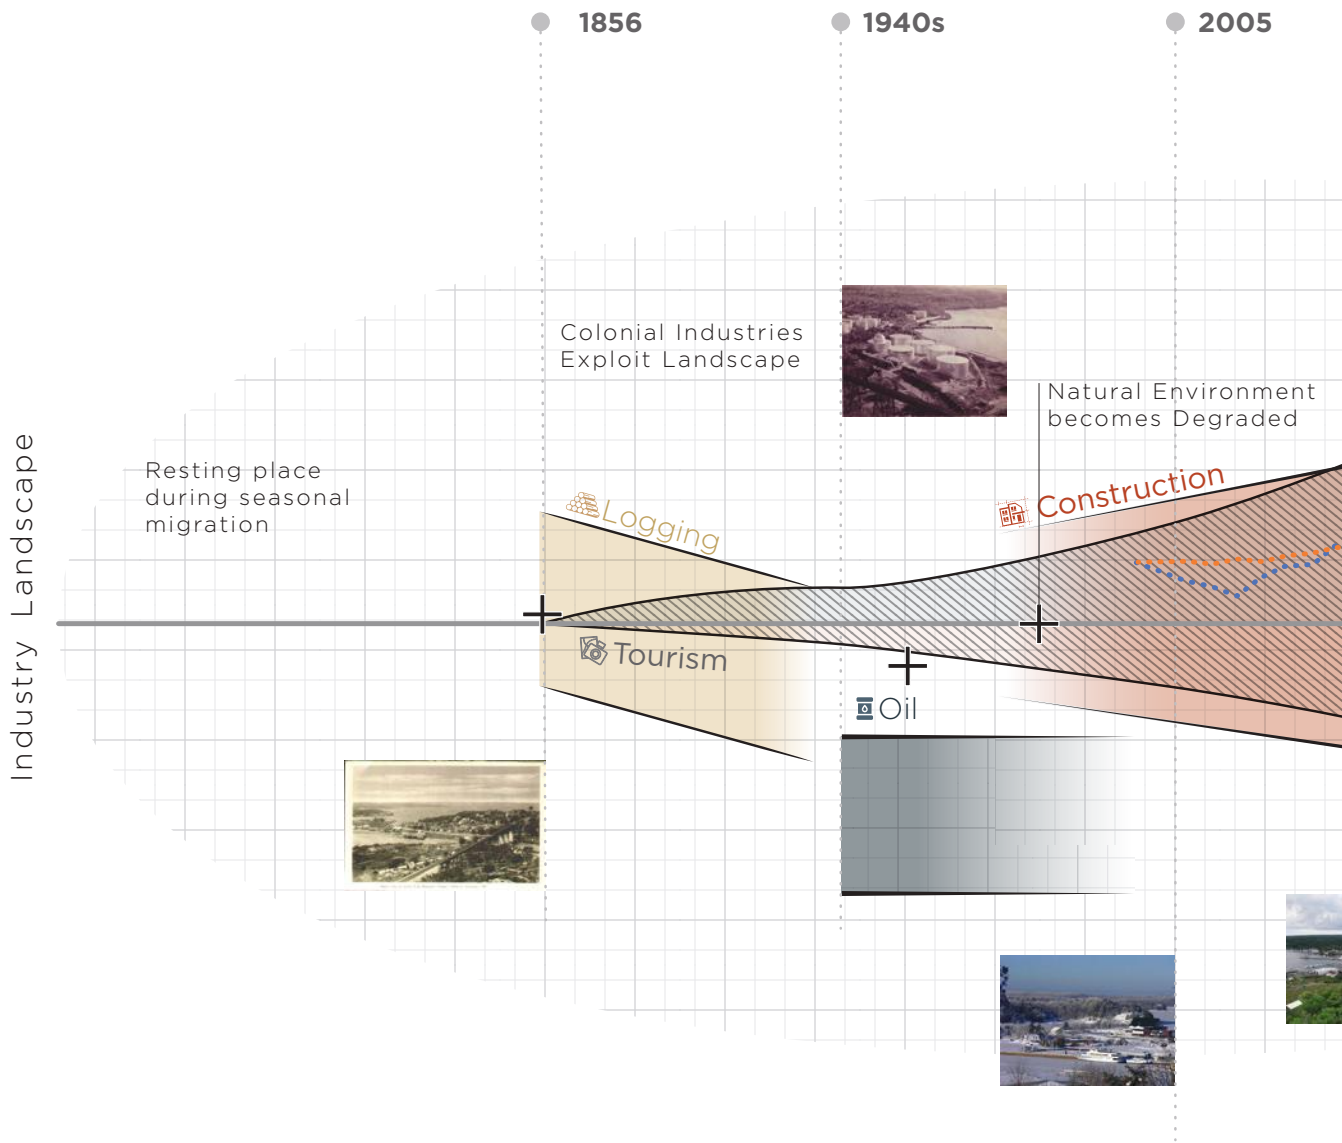 1856
1940s
2005
Colonial Industries
Exploit Landscape
Natural Environment
becomes Degraded
Resting place
during seasonal
migration
Landscape
Industry
Logging
Construction
Tourism
Oil